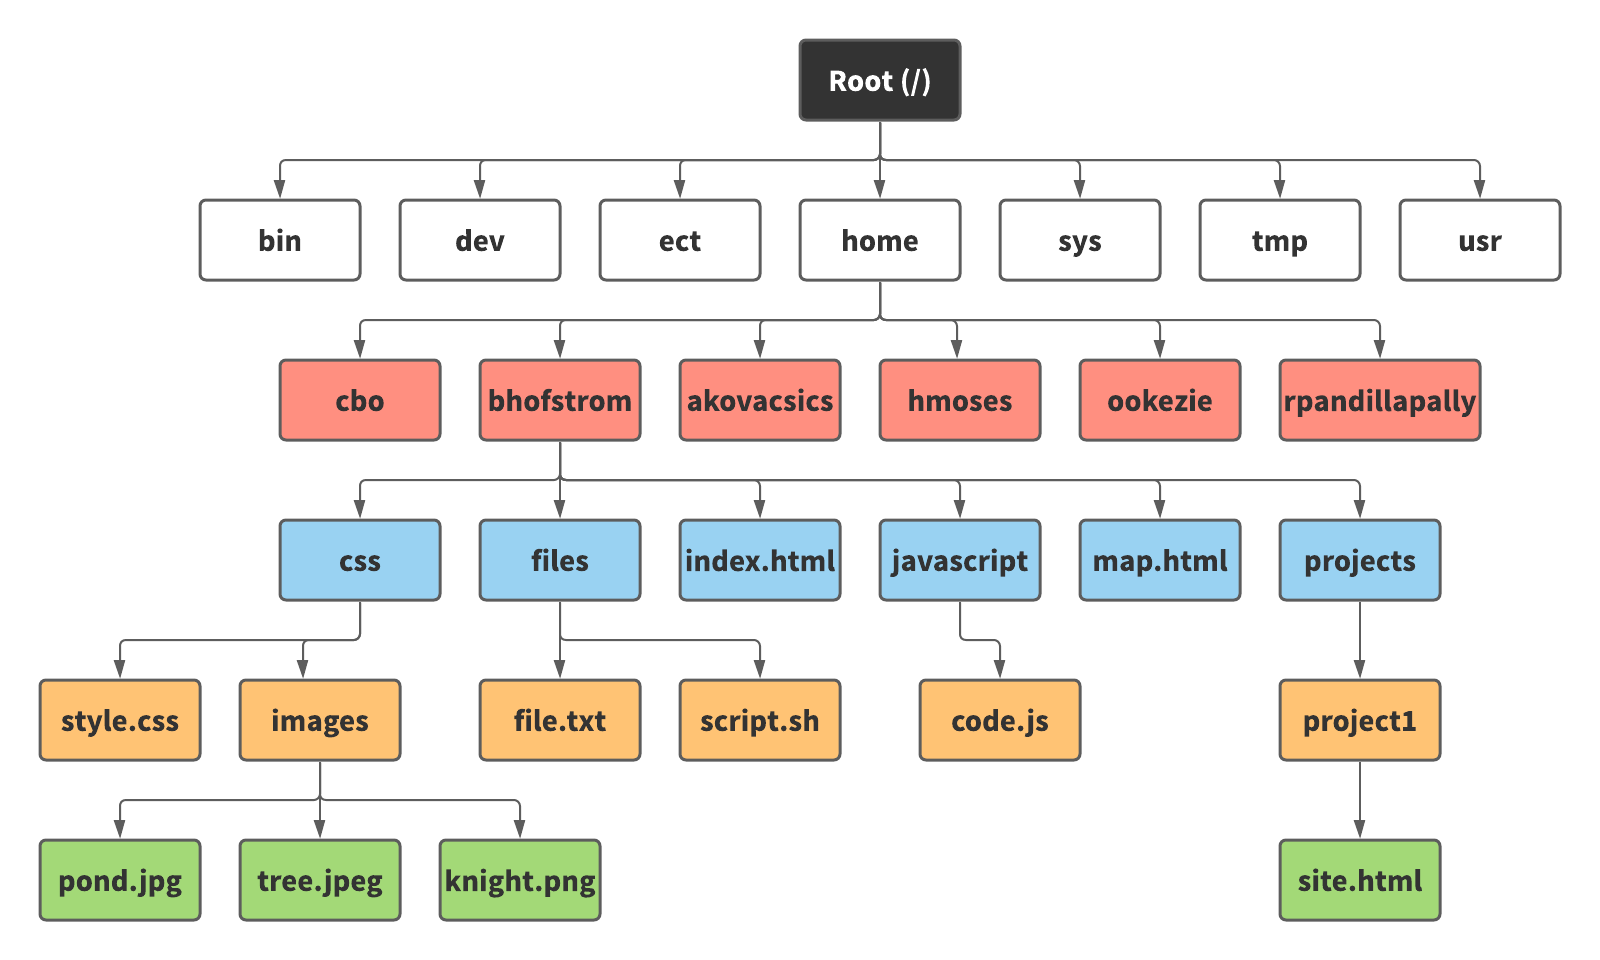 Root (/)
bin
dev
ect
home
sys
tmp
usr
cbo
bhofstrom
akovacsics
hmoses
ookezie
rpandillapally
css
files
index.html
javascript
map.html
projects
style.css
images
file.txt
script.sh
code.js
project1
pond.jpg
tree.jpeg
knight.png
site.html